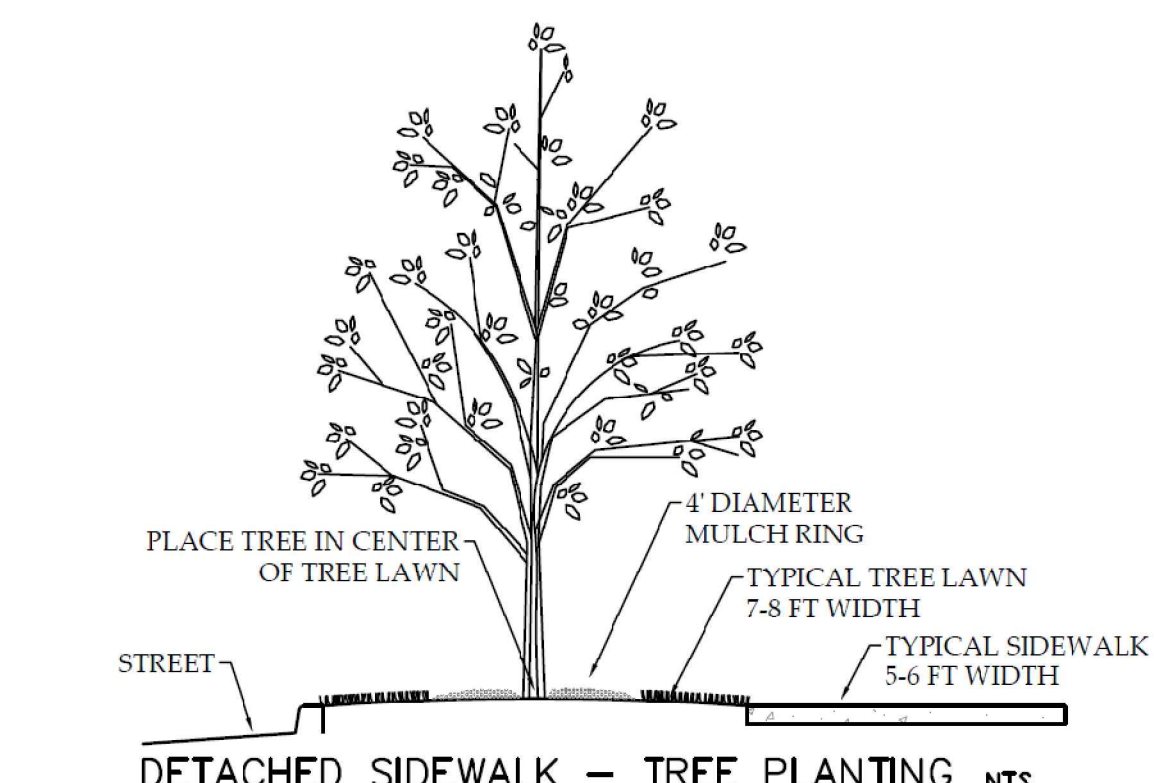 4' DIAMETER
MULCH RING
PLACE TREE IN CENTER
OF TREE LAWN
TYPICAL TREE LAWN
7-8 FT WIDTH
STREET
TYPICAL SIDEWALK
5-6 FT WIDTH
DETACHED SIDEWALK – TREE PLANTING NTS